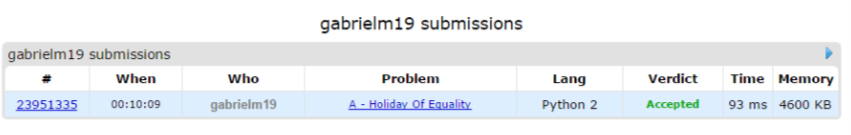 gabrielm19 submissions
gabrielm19 submissions
# When Who Problem Lang Verdict Time Memory
23951335 00:10:09 gabrielm19 A - Holiday Of Equality Python 2 Accepted 93 ms 4600 KB